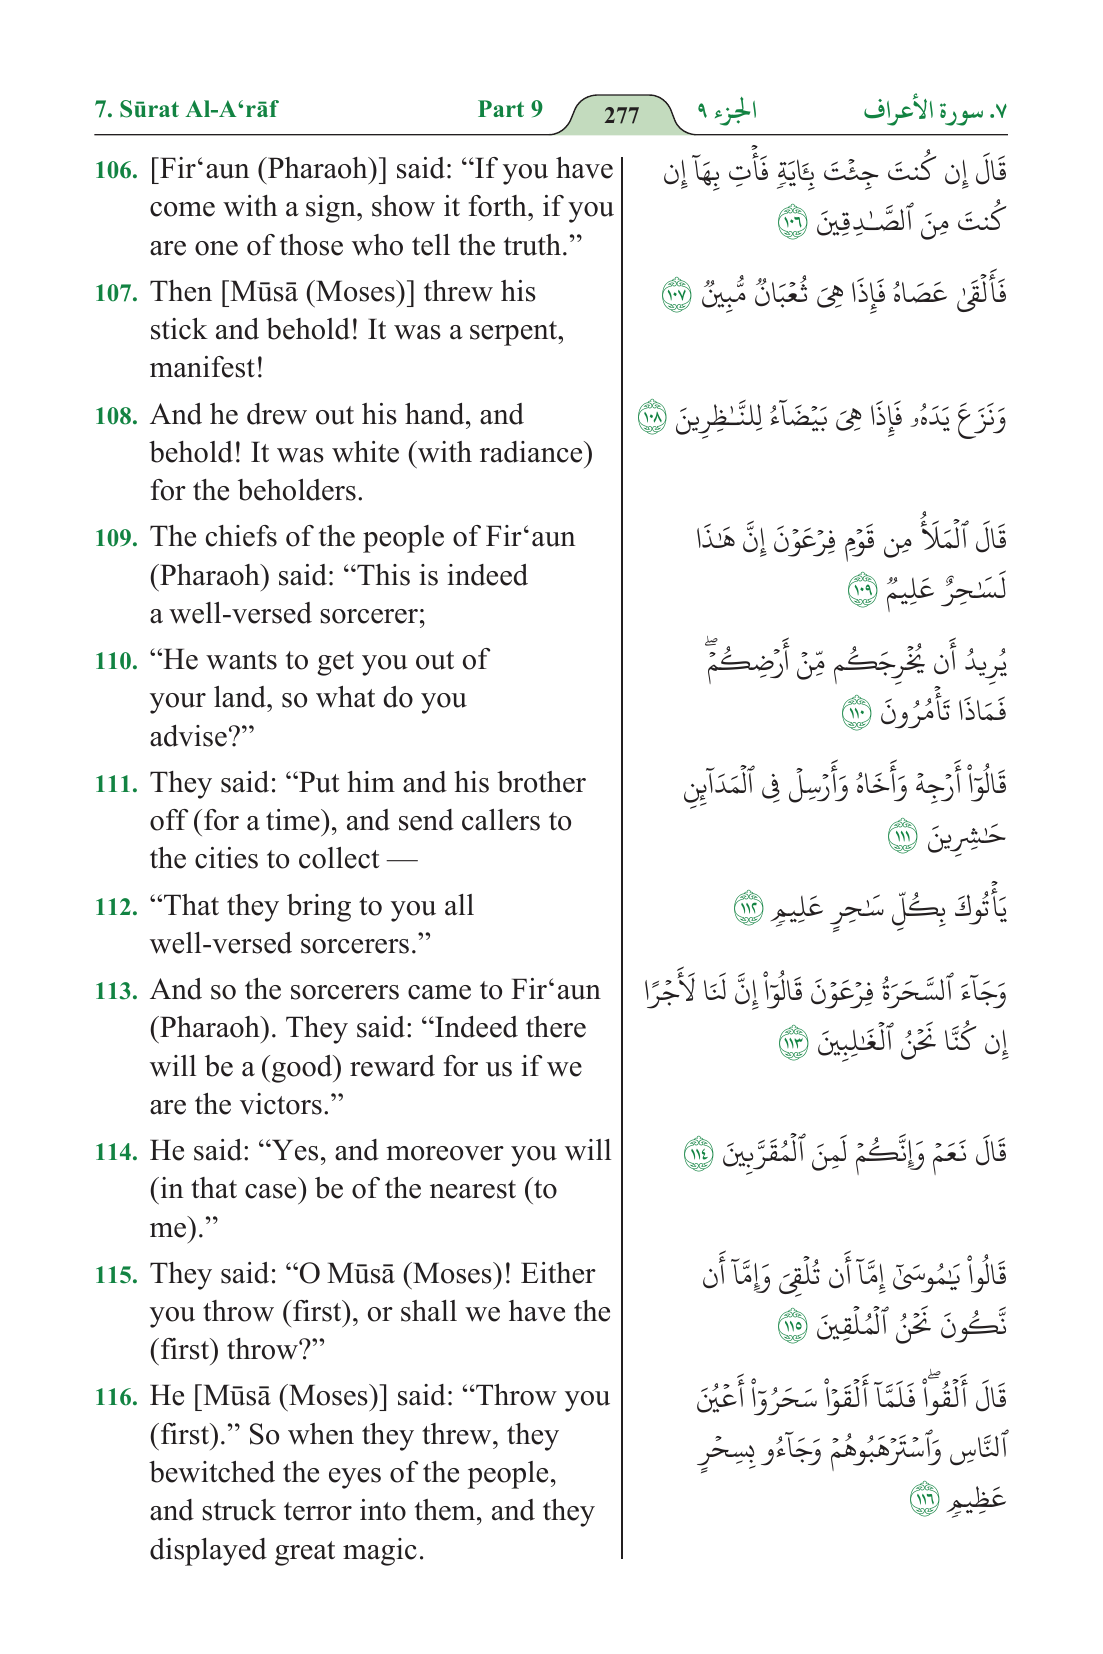 7. Sūrat Al-A‘rāf
Part 9
277
الجزء ٩
٧. سورة الأعراف
106. [Fir‘aun (Pharaoh)] said: “If you have
come with a sign, show it forth, if you
are one of those who tell the truth.”
قَالَ إِن كُنتَ جِئْتَ بِـَٔايَةٍ فَأْتِ بِهَآ إِن
كُنتَ مِنَ ٱلصَّـٰدِقِينَ ١٠٦
107. Then [Mūsā (Moses)] threw his
stick and behold! It was a serpent,
manifest!
فَأَلْقَىٰ عَصَاهُ فَإِذَا هِىَ ثُعْبَانٌ مُّبِينٌ ١٠٧
108. And he drew out his hand, and
behold! It was white (with radiance)
for the beholders.
وَنَزَعَ يَدَهُۥ فَإِذَا هِىَ بَيْضَآءُ لِلنَّـٰظِرِينَ ١٠٨
109. The chiefs of the people of Fir‘aun
(Pharaoh) said: “This is indeed
a well-versed sorcerer;
قَالَ ٱلْمَلَأُ مِن قَوْمِ فِرْعَوْنَ إِنَّ هَـٰذَا
لَسَـٰحِرٌ عَلِيمٌ ١٠٩
110. “He wants to get you out of
your land, so what do you
advise?”
يُرِيدُ أَن يُخْرِجَكُم مِّنْ أَرْضِكُمْ ۖ
فَمَاذَا تَأْمُرُونَ ١١٠
111. They said: “Put him and his brother
off (for a time), and send callers to
the cities to collect —
قَالُوٓا۟ أَرْجِهْ وَأَخَاهُ وَأَرْسِلْ فِى ٱلْمَدَآئِنِ
حَـٰشِرِينَ ١١١
112. “That they bring to you all
well-versed sorcerers.”
يَأْتُوكَ بِكُلِّ سَـٰحِرٍ عَلِيمٍ ١١٢
113. And so the sorcerers came to Fir‘aun
(Pharaoh). They said: “Indeed there
will be a (good) reward for us if we
are the victors.”
وَجَآءَ ٱلسَّحَرَةُ فِرْعَوْنَ قَالُوٓا۟ إِنَّ لَنَا لَأَجْرًا
إِن كُنَّا نَحْنُ ٱلْغَـٰلِبِينَ ١١٣
114. He said: “Yes, and moreover you will
(in that case) be of the nearest (to
me).”
قَالَ نَعَمْ وَإِنَّكُمْ لَمِنَ ٱلْمُقَرَّبِينَ ١١٤
115. They said: “O Mūsā (Moses)! Either
you throw (first), or shall we have the
(first) throw?”
قَالُوا۟ يَـٰمُوسَىٰٓ إِمَّآ أَن تُلْقِىَ وَإِمَّآ أَن
نَّكُونَ نَحْنُ ٱلْمُلْقِينَ ١١٥
116. He [Mūsā (Moses)] said: “Throw you
(first).” So when they threw, they
bewitched the eyes of the people,
and struck terror into them, and they
displayed great magic.
قَالَ أَلْقُوا۟ ۖ فَلَمَّآ أَلْقَوْا۟ سَحَرُوٓا۟ أَعْيُنَ
ٱلنَّاسِ وَٱسْتَرْهَبُوهُمْ وَجَآءُو بِسِحْرٍ
عَظِيمٍ ١١٦